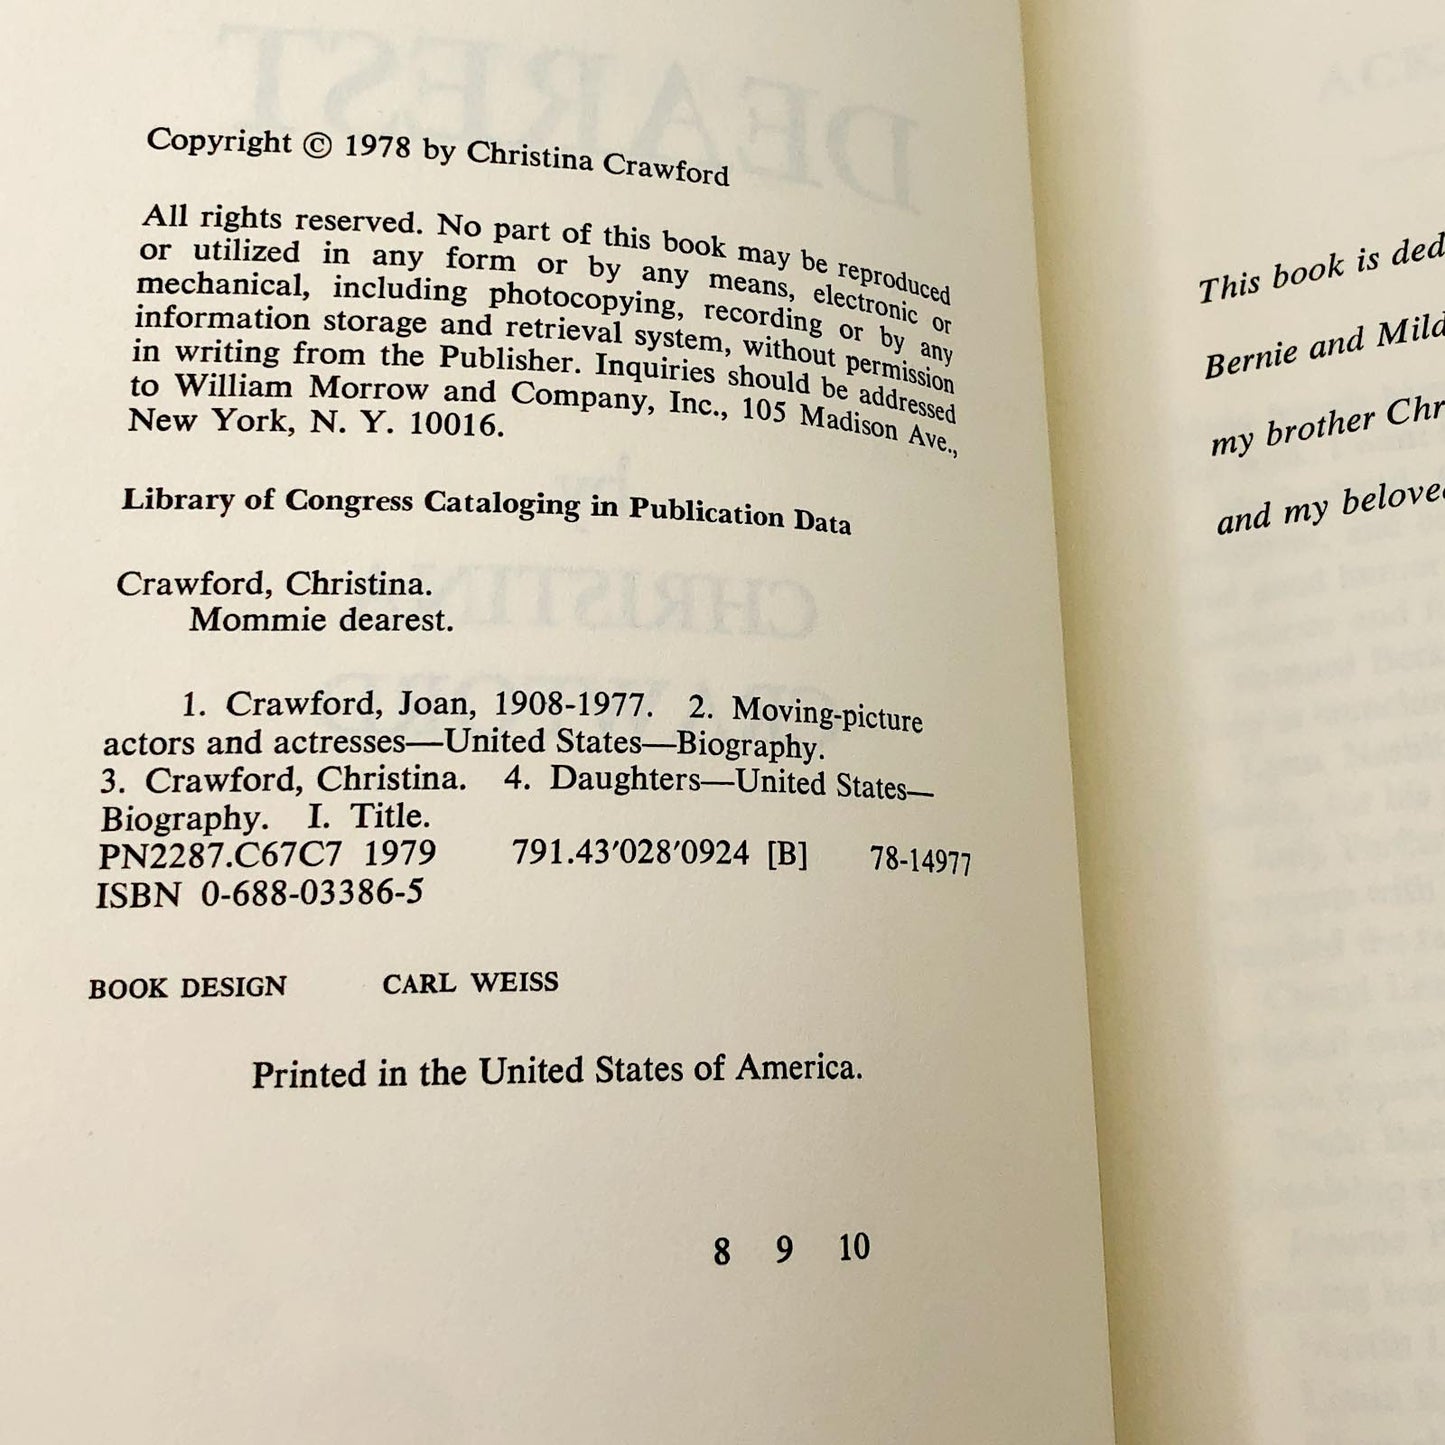 Copyright © 1978 by Christina Crawford
All rights reserved. No part of this book may be reproduced
or utilized in any form or by any means, electronic or
mechanical, including photocopying, recording or by any
information storage and retrieval system, without permission
in writing from the Publisher. Inquiries should be addressed
to William Morrow and Company, Inc., 105 Madison Ave.,
New York, N. Y. 10016.
Library of Congress Cataloging in Publication Data
Crawford, Christina.
Mommie dearest.
1. Crawford, Joan, 1908-1977. 2. Moving-picture
actors and actresses—United States—Biography.
3. Crawford, Christina. 4. Daughters—United States—
Biography. I. Title.
PN2287.C67C7 1979 791.43′028′0924 [B] 78-14977
ISBN 0-688-03386-5
BOOK DESIGN CARL WEISS
Printed in the United States of America.
8 9 10
This book is ded
Bernie and Mild
my brother Chr
and my belove